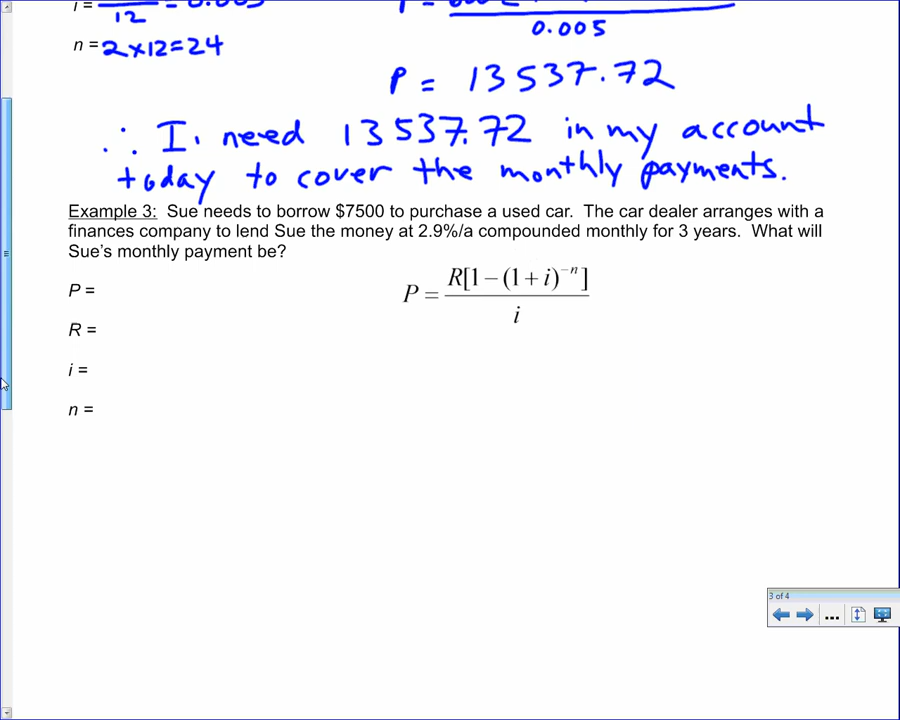 i = 12 = 0.005
n = 2 x 12 = 24
0.005
P = 13537.72
∴ I need 13537.72 in my account
today to cover the monthly payments.
Example 3: Sue needs to borrow $7500 to purchase a used car. The car dealer arranges with a
finances company to lend Sue the money at 2.9%/a compounded monthly for 3 years. What will
Sue's monthly payment be?
P =
P = R[1 − (1 + i)⁻ⁿ] / i
R =
i =
n =
3 of 4